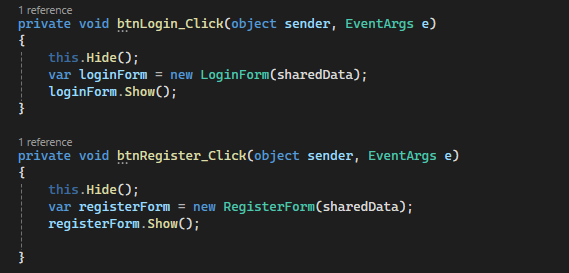 1 reference
private void btnLogin_Click(object sender, EventArgs e)
{
    this.Hide();
    var loginForm = new LoginForm(sharedData);
    loginForm.Show();
}
1 reference
private void btnRegister_Click(object sender, EventArgs e)
{
    this.Hide();
    var registerForm = new RegisterForm(sharedData);
    registerForm.Show();
}